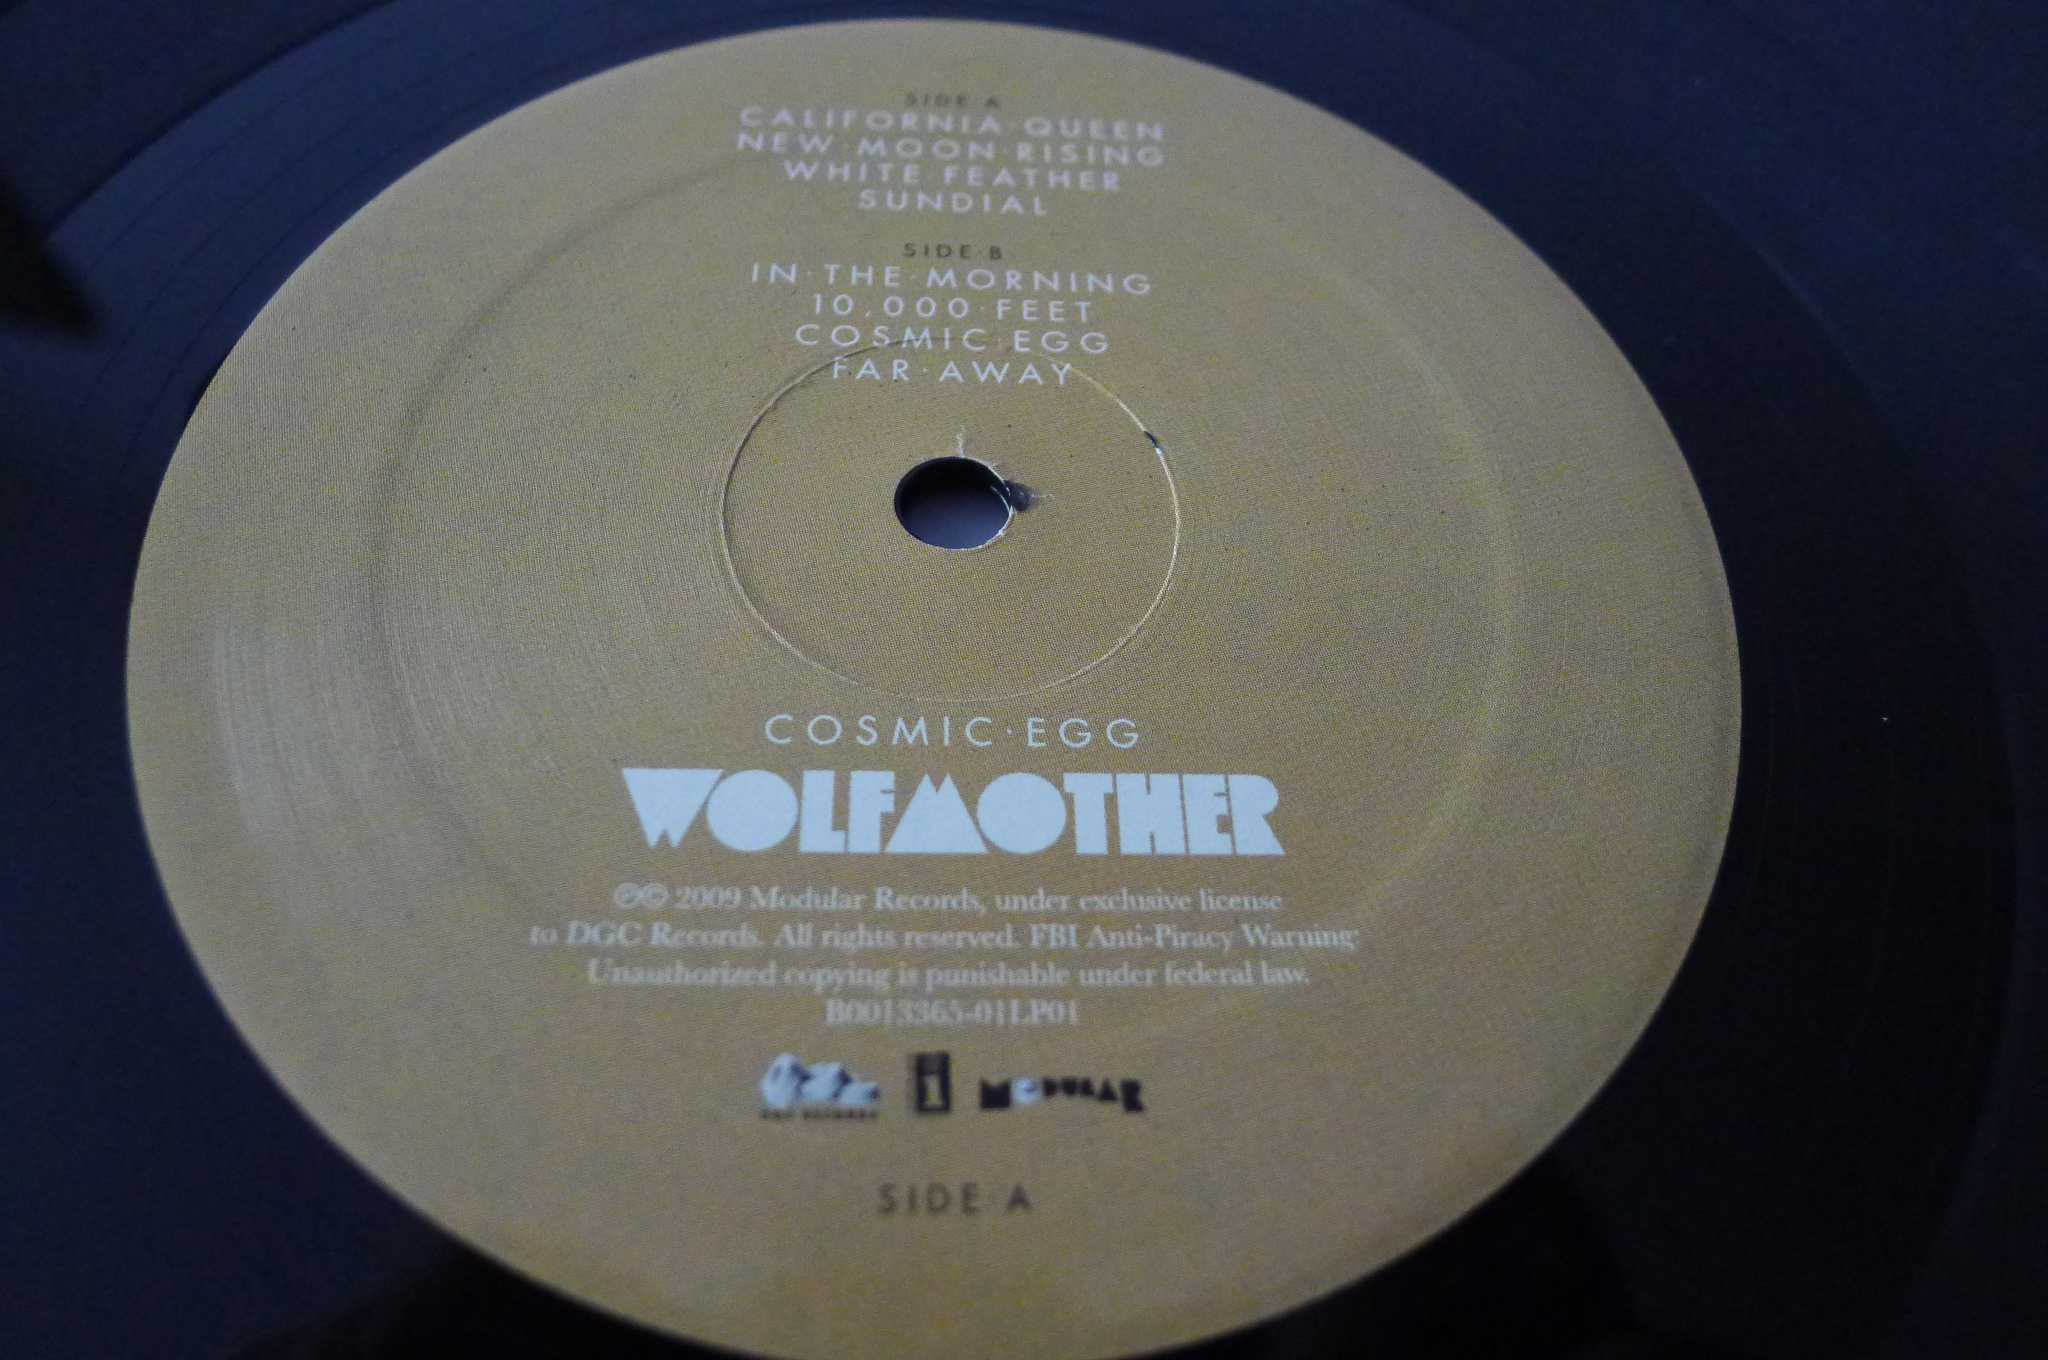 SIDE A
CALIFORNIA·QUEEN
NEW·MOON·RISING
WHITE·FEATHER
SUNDIAL
SIDE·B
IN·THE·MORNING
10,000·FEET
COSMIC·EGG
FAR·AWAY
COSMIC·EGG
WOLFMOTHER
℗© 2009 Modular Records, under exclusive license
to DGC Records. All rights reserved. FBI Anti-Piracy Warning:
Unauthorized copying is punishable under federal law.
B0013365-01LP01
i MODULAR
SIDE A